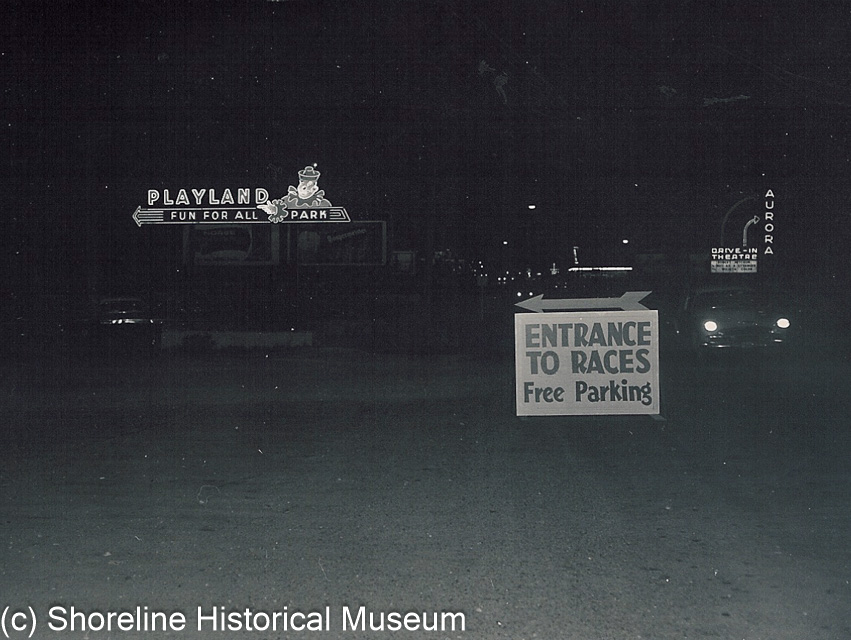 PLAYLAND
FUN FOR ALL PARK
AURORA
DRIVE-IN
THEATRE
ENTRANCE
TO RACES
Free Parking
(c) Shoreline Historical Museum